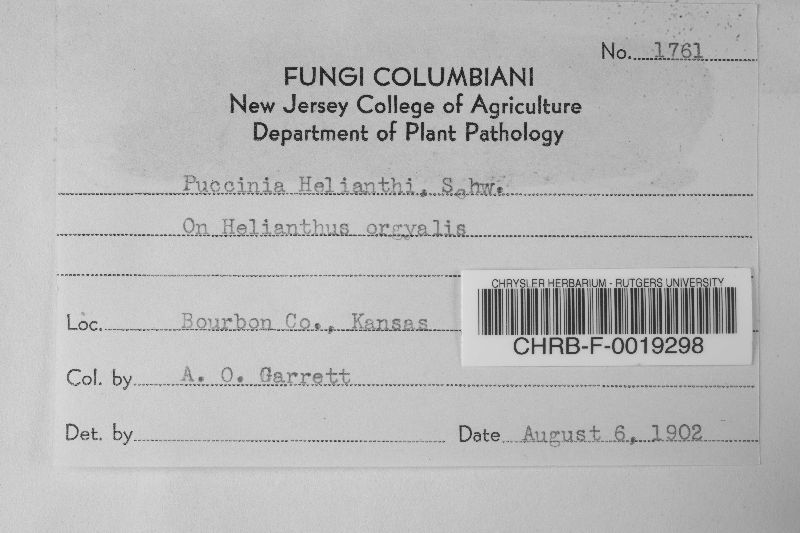 No. 1761
FUNGI COLUMBIANI
New Jersey College of Agriculture
Department of Plant Pathology
Puccinia Helianthi, Schw.
On Helianthus orgyalis
CHRYSLER HERBARIUM - RUTGERS UNIVERSITY
CHRB-F-0019298
Loc. Bourbon Co., Kansas
Col. by A. O. Garrett
Det. by
Date August 6, 1902